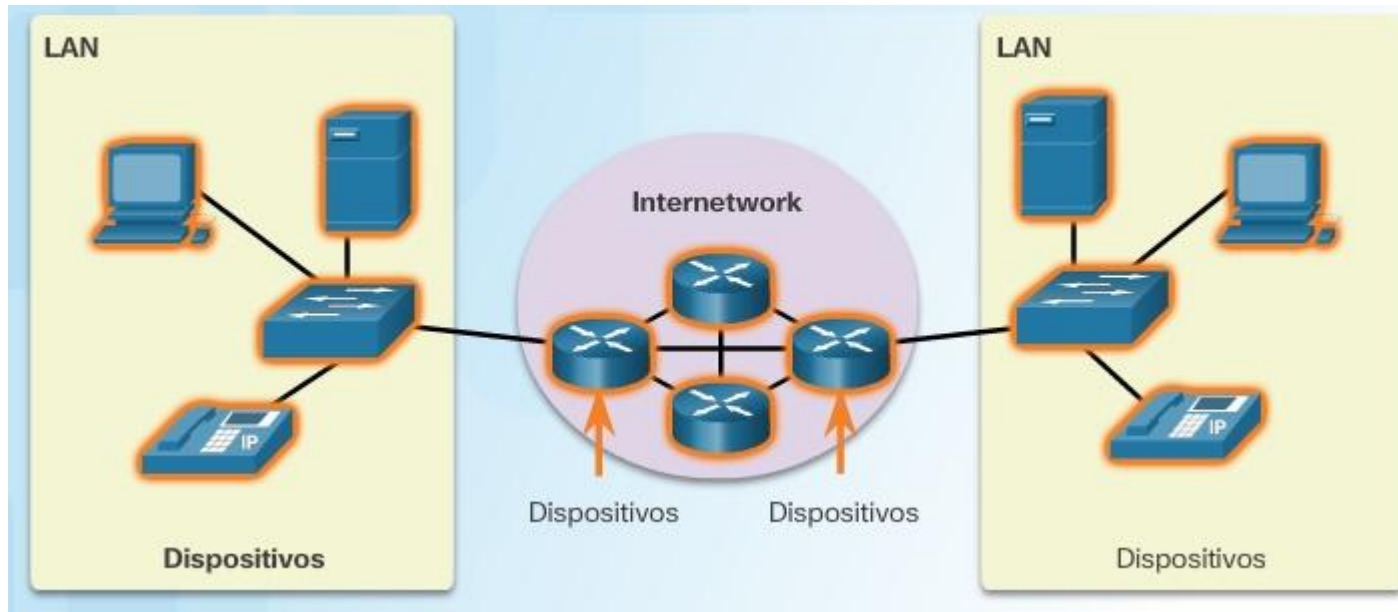 LAN
LAN
Internetwork
IP
IP
Dispositivos
Dispositivos
Dispositivos
Dispositivos